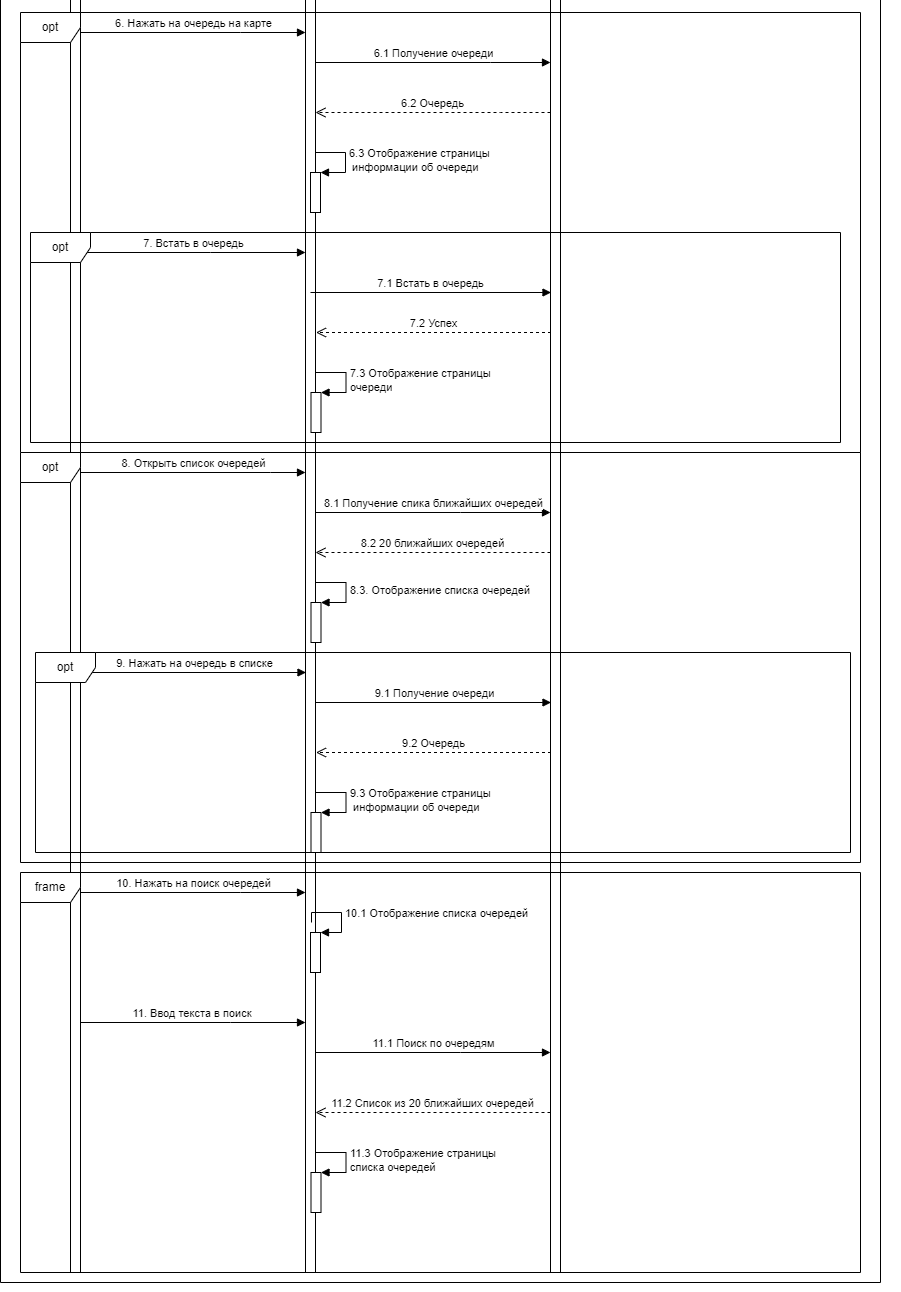 opt
6. Нажать на очередь на карте
6.1 Получение очереди
6.2 Очередь
6.3 Отображение страницы
информации об очереди
opt
7. Встать в очередь
7.1 Встать в очередь
7.2 Успех
7.3 Отображение страницы
очереди
opt
8. Открыть список очередей
8.1 Получение спика ближайших очередей
8.2 20 ближайших очередей
8.3. Отображение списка очередей
opt
9. Нажать на очередь в списке
9.1 Получение очереди
9.2 Очередь
9.3 Отображение страницы
информации об очереди
frame
10. Нажать на поиск очередей
10.1 Отображение списка очередей
11. Ввод текста в поиск
11.1 Поиск по очередям
11.2 Список из 20 ближайших очередей
11.3 Отображение страницы
списка очередей